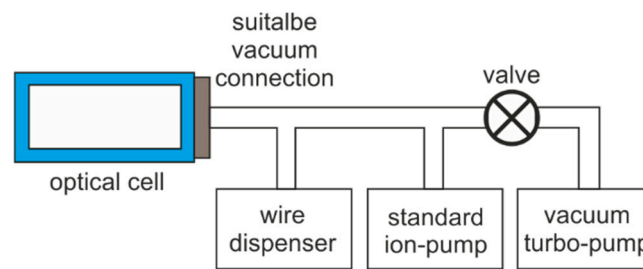 suitalbe
vacuum
connection
valve
optical cell
wire
dispenser
standard
ion-pump
vacuum
turbo-pump